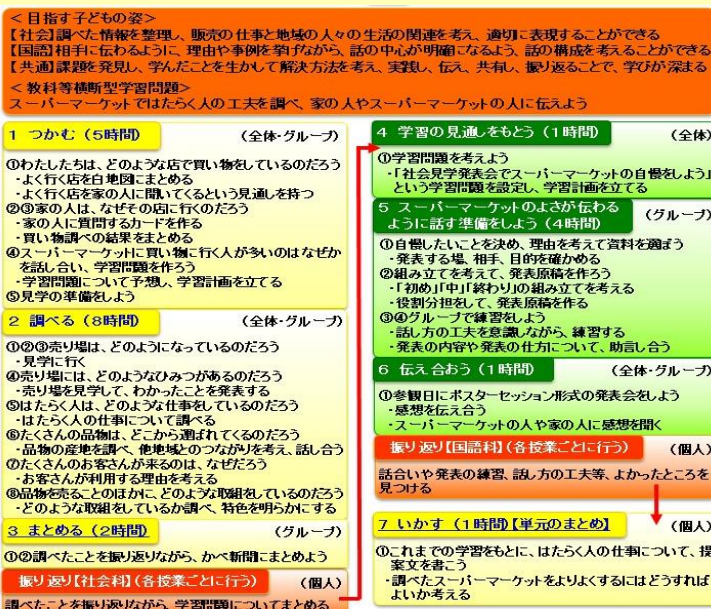 ＜目指す子どもの姿＞
【社会】調べた情報を整理し、販売の仕事と地域の人々の生活の関連を考え、適切に表現することができる
【国語】相手に伝わるように、理由や事例を挙げながら、話の中心が明確になるよう、話の構成を考えることができる
【共通】課題を発見し、学んだことを生かして解決方法を考え、実践し、伝え、共有し、振り返ることで、学びが深まる
＜教科等横断型学習問題＞
スーパーマーケットではたらく人の工夫を調べ、家の人やスーパーマーケットの人に伝えよう
1 つかむ（5時間） （全体・グループ）
①わたしたちは、どのような店で買い物をしているのだろう
・よく行く店を白地図にまとめる
・よく行く店を家の人に聞いてくるという見通しを持つ
②③家の人は、なぜその店に行くのだろう
・家の人に質問するカードを作る
・買い物調べの結果をまとめる
④スーパーマーケットに買い物に行く人が多いのはなぜか
を話し合い、学習問題を作ろう
・学習問題について予想し、学習計画を立てる
⑤見学の準備をしよう
2 調べる（8時間） （全体・グループ）
①②③売り場は、どのようになっているのだろう
・見学に行く
④売り場には、どのようなひみつがあるのだろう
・売り場を見学して、わかったことを発表する
⑤はたらく人は、どのような仕事をしているのだろう
・はたらく人の仕事について調べる
⑥たくさんの品物は、どこから運ばれてくるのだろう
・品物の産地を調べ、他地域とのつながりを考え、話し合う
⑦たくさんのお客さんが来るのは、なぜだろう
・お客さんが利用する理由を考える
⑧品物を売ることのほかに、どのような取組をしているのだろう
・どのような取組をしているか調べ、特色を明らかにする
3 まとめる（2時間） （グループ）
①②調べたことを振り返りながら、かべ新聞にまとめよう
振り返り【社会科】（各授業ごとに行う） （個人）
調べたことを振り返りながら、学習問題についてまとめる
4 学習の見通しをもとう（1時間） （全体）
①学習問題を考えよう
・「社会見学発表会でスーパーマーケットの自慢をしよう」
という学習問題を設定し、学習計画を立てる
5 スーパーマーケットのよさが伝わる
ように話す準備をしよう（4時間） （グループ）
①自慢したいことを決め、理由を考えて資料を選ぼう
・発表する場、相手、目的を確かめる
②組み立てを考えて、発表原稿を作ろう
・「初め」「中」「終わり」の組み立てを考える
・役割分担をして、発表原稿を作る
③④グループで練習をしよう
・話し方の工夫を意識しながら、練習する
・発表の内容や発表の仕方について、助言し合う
6 伝え合おう（1時間） （全体・グループ）
①参観日にポスターセッション形式の発表会をしよう
・感想を伝え合う
・スーパーマーケットの人や家の人に感想を聞く
振り返り【国語科】（各授業ごとに行う） （個人）
話合いや発表の練習、話し方の工夫等、よかったところを
見つける
7 いかす（1時間）【単元のまとめ】 （個人）
①これまでの学習をもとに、はたらく人の仕事について、提
案文を書こう
・調べたスーパーマーケットをよりよくするにはどうすれば
よいか考える